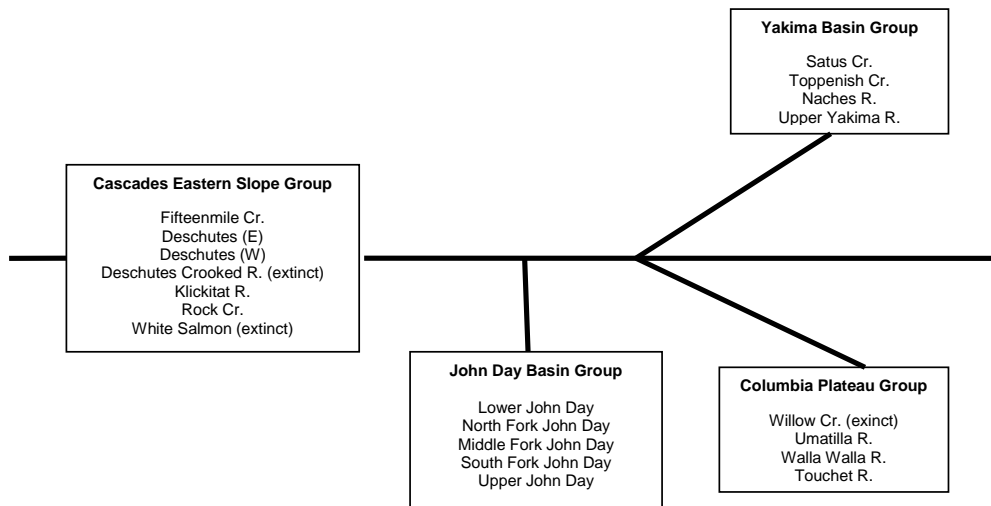 Yakima Basin Group
Satus Cr.
Toppenish Cr.
Naches R.
Upper Yakima R.
Cascades Eastern Slope Group
Fifteenmile Cr.
Deschutes (E)
Deschutes (W)
Deschutes Crooked R. (extinct)
Klickitat R.
Rock Cr.
White Salmon (extinct)
John Day Basin Group
Lower John Day
North Fork John Day
Middle Fork John Day
South Fork John Day
Upper John Day
Columbia Plateau Group
Willow Cr. (exinct)
Umatilla R.
Walla Walla R.
Touchet R.